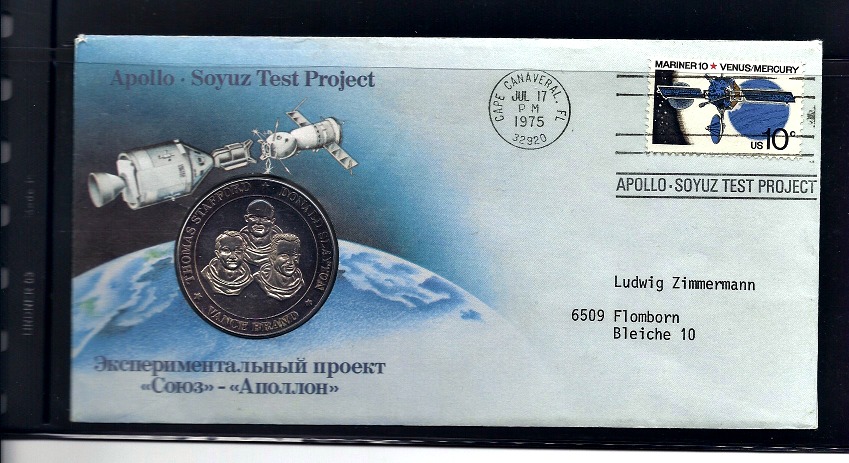 Apollo · Soyuz Test Project
CAPE CANAVERAL, FL
JUL 17
PM
1975
32920
MARINER 10 ★ VENUS/MERCURY
US 10c
APOLLO · SOYUZ TEST PROJECT
THOMAS STAFFORD ★ DONALD SLAYTON ★ VANCE BRAND ★
Ludwig Zimmermann
6509 Flomborn
Bleiche 10
Экспериментальный проект
«Союз» - «Аполлон»